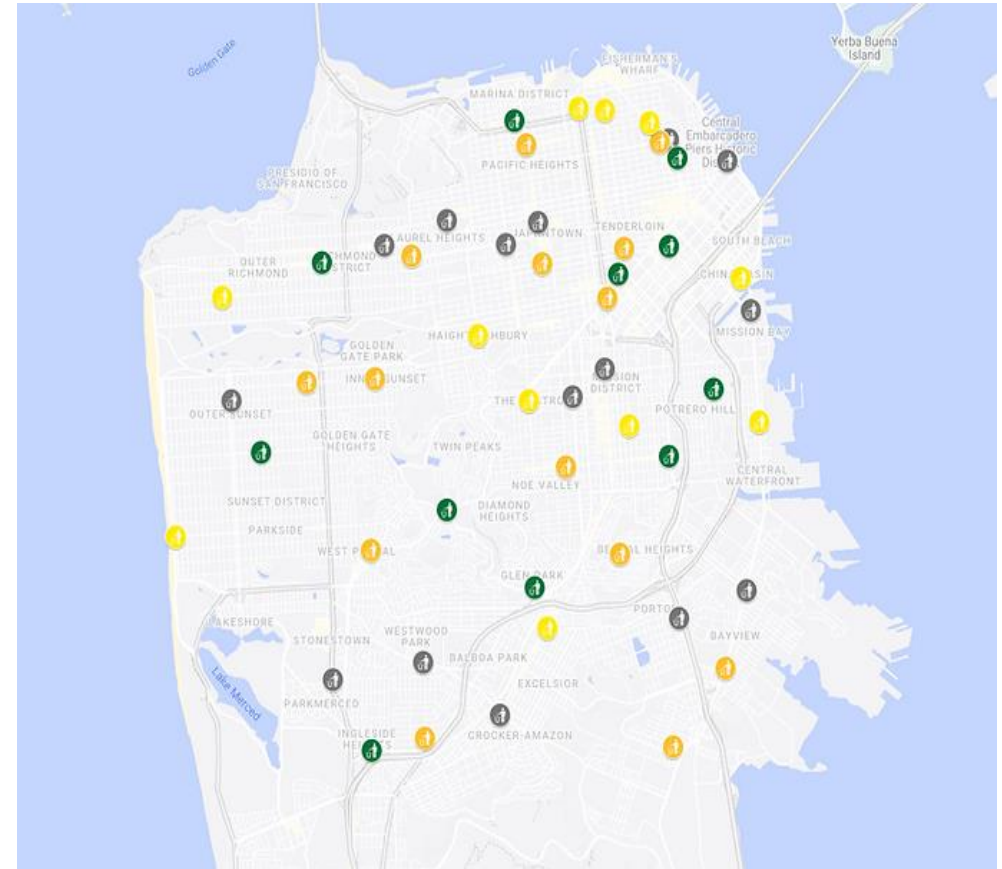 Golden Gate
Yerba Buena
Island
FISHERMAN'S
WHARF
MARINA DISTRICT
Central
Embarcadero
Piers Historic
PACIFIC HEIGHTS
PRESIDIO OF
SAN FRANCISCO
TENDERLOIN
LAUREL HEIGHTS
SOUTH BEACH
OUTER
RICHMOND
MISSION BAY
GOLDEN
GATE PARK
DISTRICT
POTRERO HILL
OUTER SUNSET
GOLDEN GATE
HEIGHTS
TWIN PEAKS
CENTRAL
WATERFRONT
NOE VALLEY
SUNSET DISTRICT
DIAMOND
HEIGHTS
PARKSIDE
HEIGHTS
LAKESHORE
STONESTOWN
WESTWOOD
PARK
BAYVIEW
BALBOA PARK
EXCELSIOR
Lake Merced
PARKMERCED
INGLESIDE
CROCKER-AMAZON